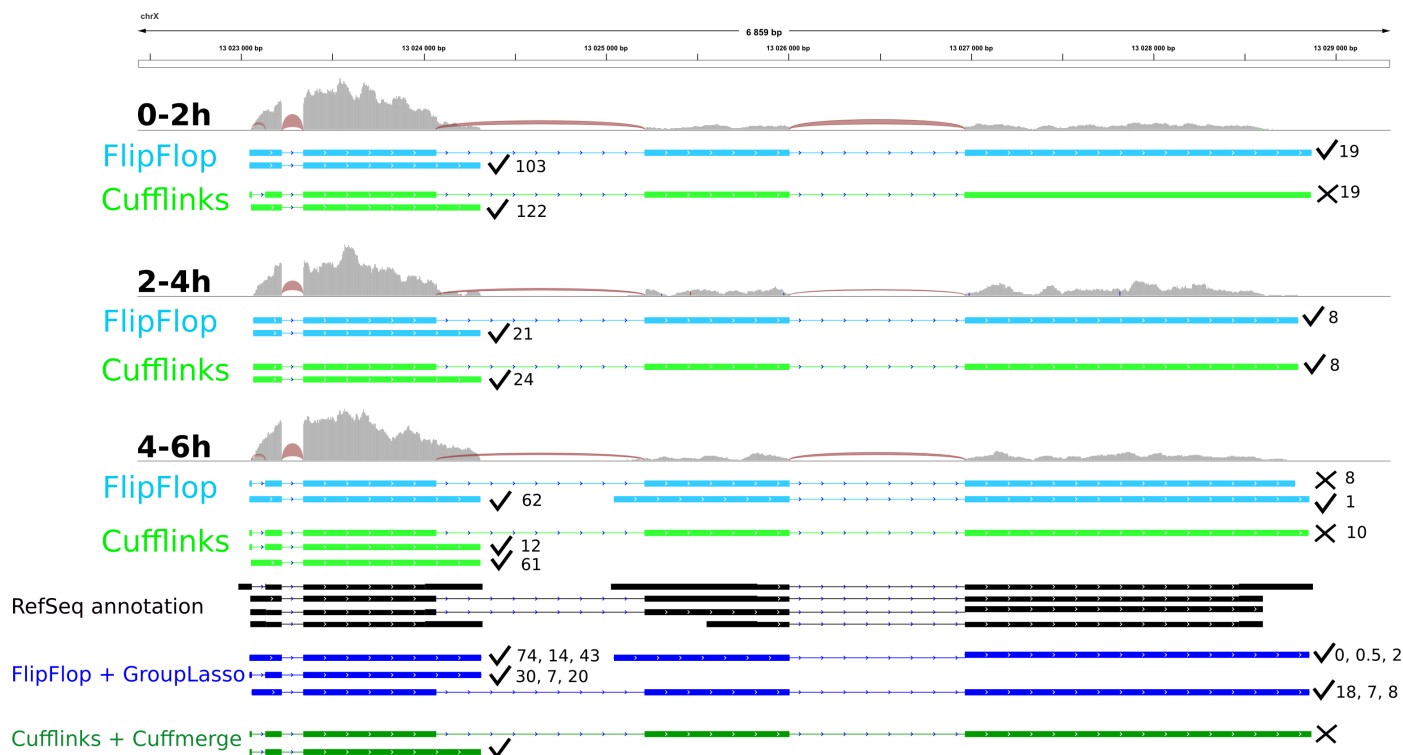 chrX
6 859 bp
13 023 000 bp 13 024 000 bp 13 025 000 bp 13 026 000 bp 13 027 000 bp 13 028 000 bp 13 029 000 bp
0-2h
FlipFlop 19
103
Cufflinks 19
122
2-4h
FlipFlop 8
21
Cufflinks 8
24
4-6h
FlipFlop 8
62 1
Cufflinks 10
12
61
RefSeq annotation
74, 14, 43 0, 0.5, 2
FlipFlop + GroupLasso 30, 7, 20
18, 7, 8
Cufflinks + Cuffmerge